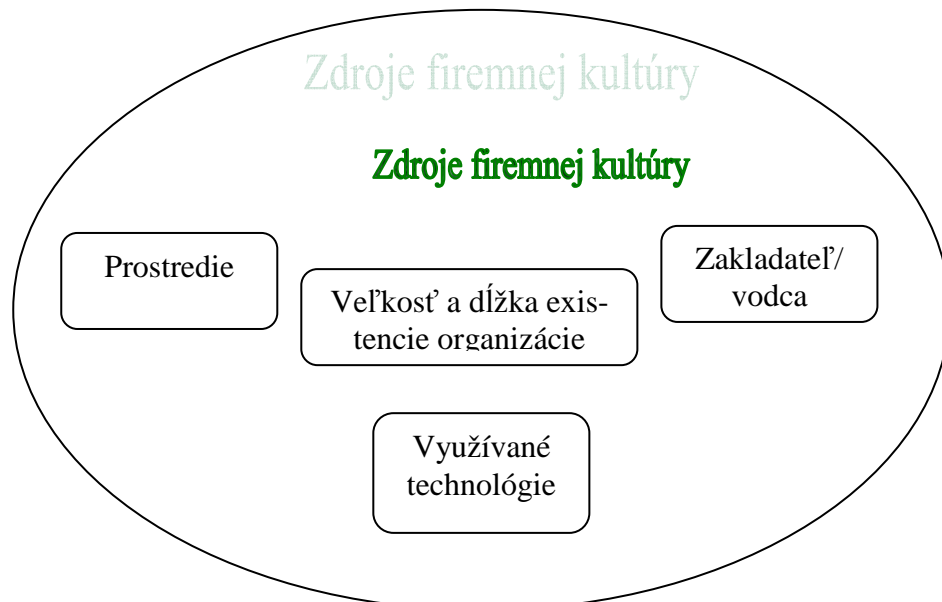 Zdroje firemnej kultúry
Zdroje firemnej kultúry
Prostredie
Veľkosť a dĺžka exis-
tencie organizácie
Zakladateľ/
vodca
Využívané
technológie